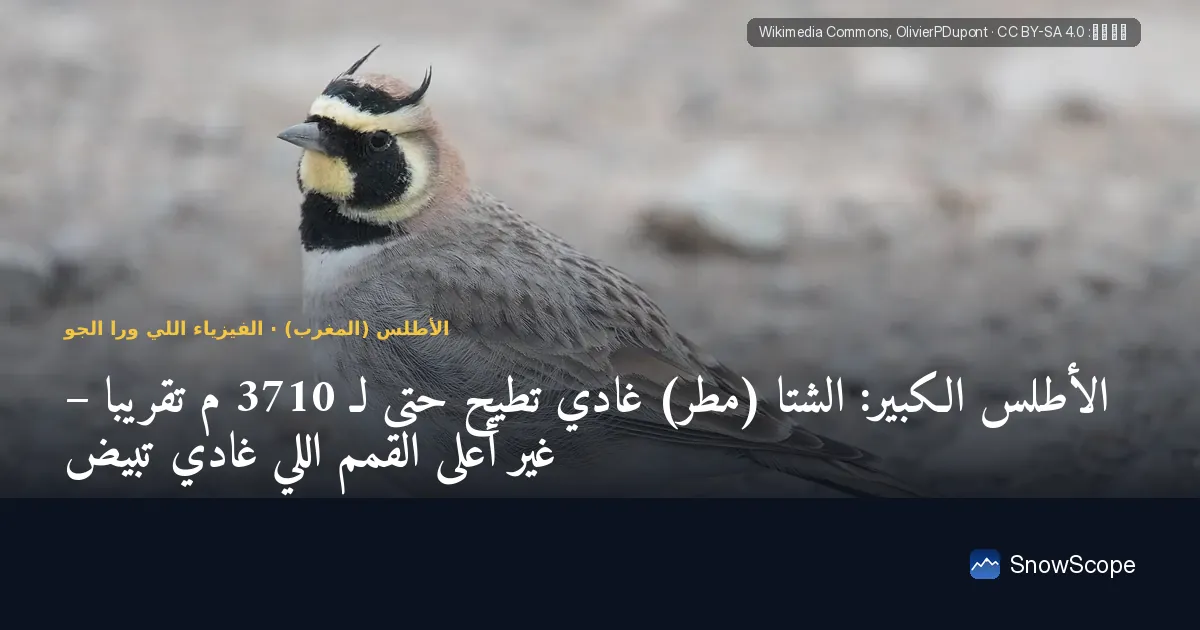 Wikimedia Commons, OlivierPDupont · CC BY-SA 4.0 :
الأطلس (المغرب) · الفيزياء اللي ورا الجو
الأطلس الكبير: الشتا (مطر) غادي تطيح حتى لـ 3710 م تقريبا –
غير أعلى القمم اللي غادي تبيض
SnowScope